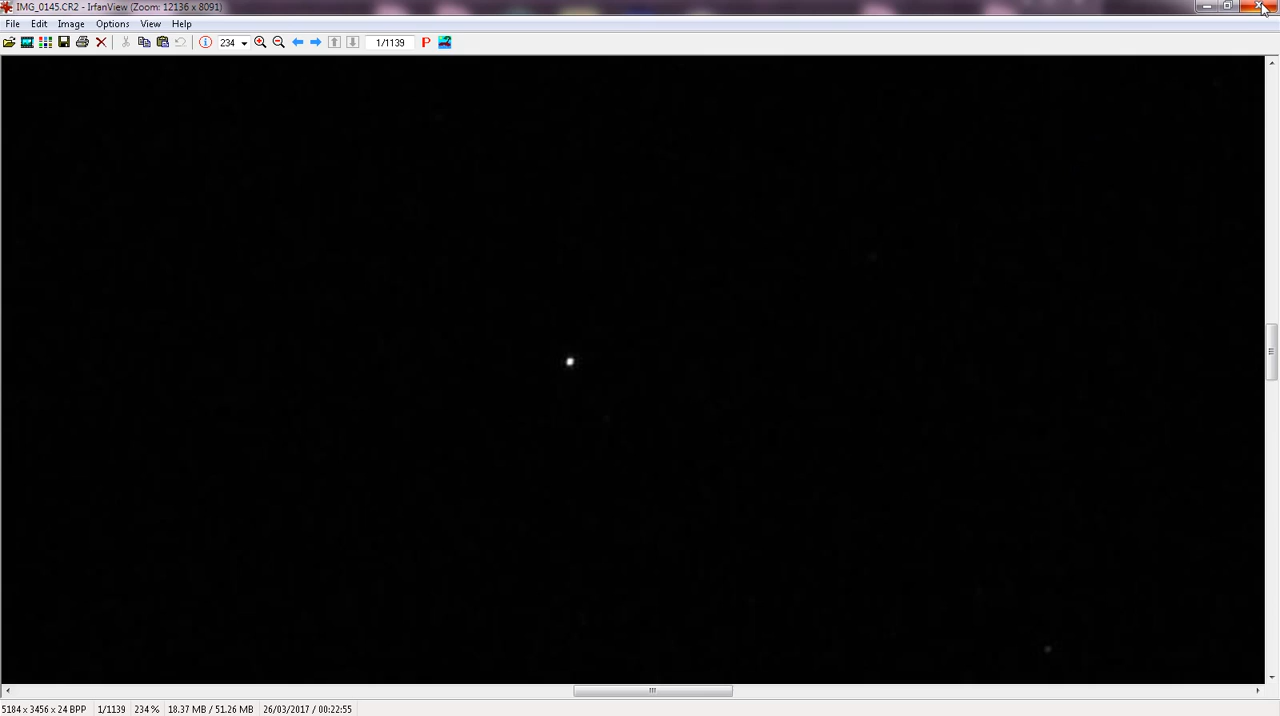 IMG_0145.CR2 - IrfanView (Zoom: 12136 x 8091)
File Edit Image Options View Help
234 1/1139 P
5184 x 3456 x 24 BPP 1/1139 234 % 18.37 MB / 51.26 MB 26/03/2017 / 00:22:55